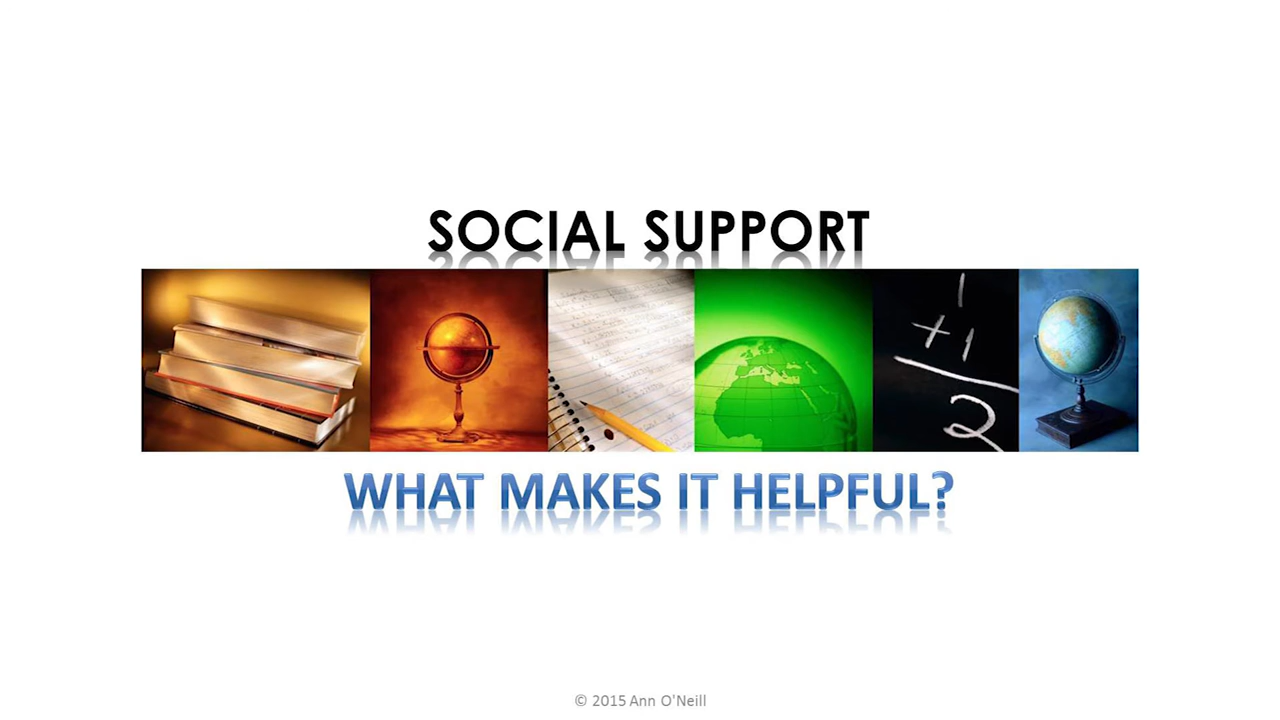 SOCIAL SUPPORT
1
+1
2
WHAT MAKES IT HELPFUL?
© 2015 Ann O'Neill